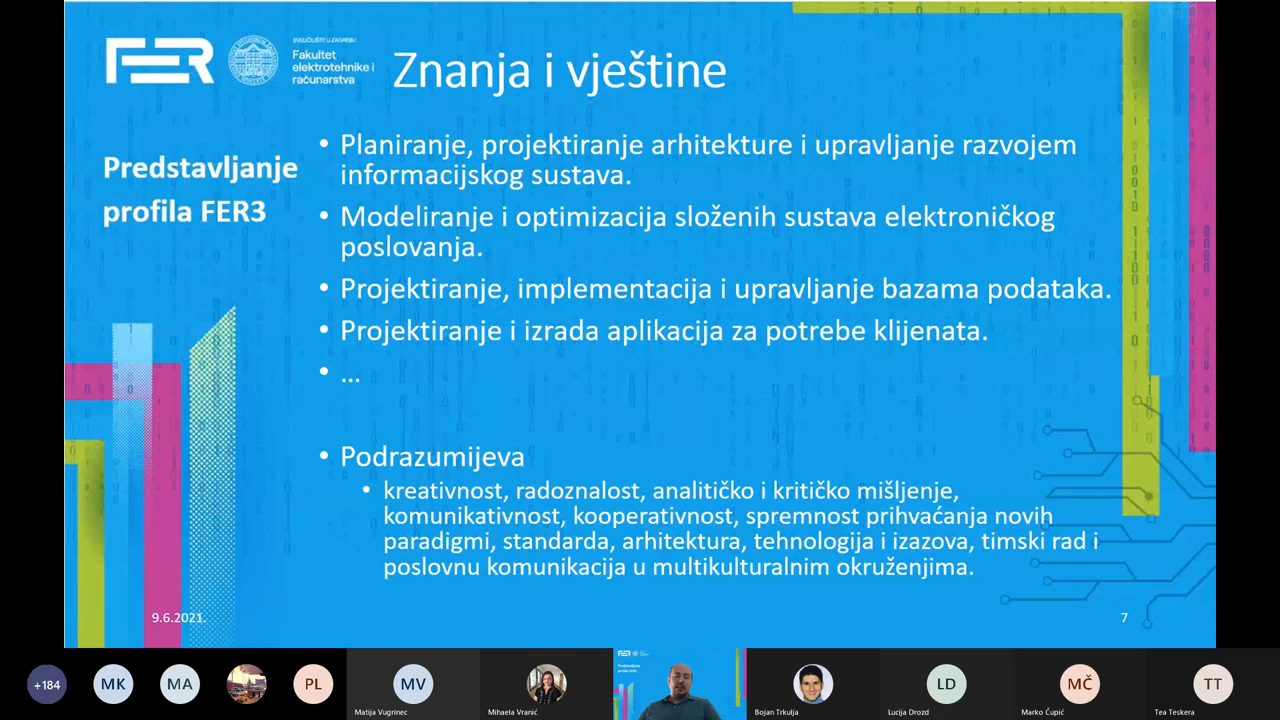 FER
SVEUČILIŠTE U ZAGREBU
Fakultet
elektrotehnike i
računarstva
Znanja i vještine
Predstavljanje
profila FER3
• Planiranje, projektiranje arhitekture i upravljanje razvojem
informacijskog sustava.
• Modeliranje i optimizacija složenih sustava elektroničkog
poslovanja.
• Projektiranje, implementacija i upravljanje bazama podataka.
• Projektiranje i izrada aplikacija za potrebe klijenata.
• ...
• Podrazumijeva
• kreativnost, radoznalost, analitičko i kritičko mišljenje,
komunikativnost, kooperativnost, spremnost prihvaćanja novih
paradigmi, standarda, arhitektura, tehnologija i izazova, timski rad i
poslovnu komunikacija u multikulturalnim okruženjima.
9.6.2021.
7
+184
MK
MA
PL
MV
Matija Vugrinec
Mihaela Vranić
FER
Predstavljanje
profila FER3
Bojan Trkulja
LD
Lucija Drozd
MČ
Marko Čupić
TT
Tea Teskera